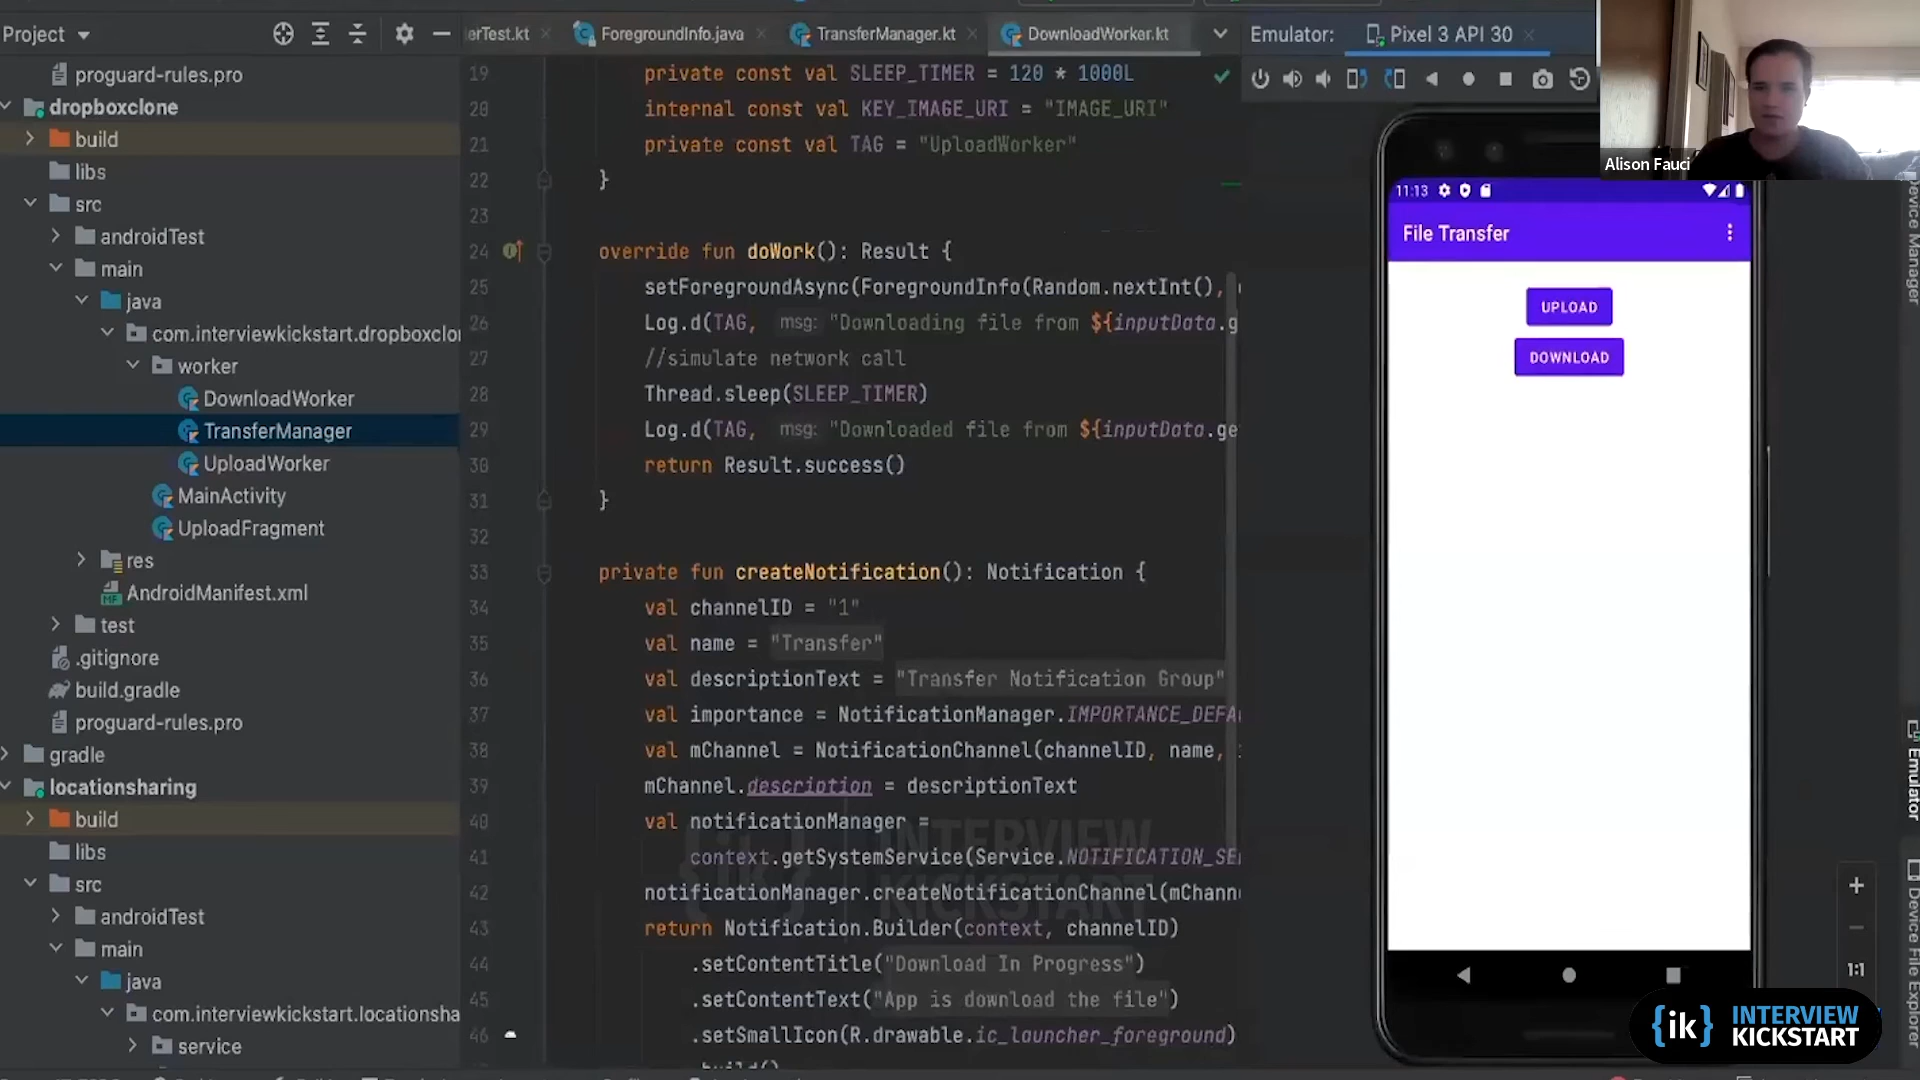 Project
erTest.kt
ForegroundInfo.java
TransferManager.kt
DownloadWorker.kt
Emulator:
Pixel 3 API 30
proguard-rules.pro
dropboxclone
build
libs
src
androidTest
main
java
com.interviewkickstart.dropboxclo
worker
DownloadWorker
TransferManager
UploadWorker
MainActivity
UploadFragment
res
AndroidManifest.xml
test
.gitignore
build.gradle
proguard-rules.pro
gradle
locationsharing
build
libs
src
androidTest
main
java
com.interviewkickstart.locationsha
service
19 private const val SLEEP_TIMER = 120 * 1000L
20 internal const val KEY_IMAGE_URI = "IMAGE_URI"
21 private const val TAG = "UploadWorker"
22 }
23
24 override fun doWork(): Result {
25 setForegroundAsync(ForegroundInfo(Random.nextInt(),
26 Log.d(TAG, msg: "Downloading file from ${inputData.g
27 //simulate network call
28 Thread.sleep(SLEEP_TIMER)
29 Log.d(TAG, msg: "Downloaded file from ${inputData.ge
30 return Result.success()
31 }
32
33 private fun createNotification(): Notification {
34 val channelID = "1"
35 val name = "Transfer"
36 val descriptionText = "Transfer Notification Group"
37 val importance = NotificationManager.IMPORTANCE_DEFA
38 val mChannel = NotificationChannel(channelID, name,
39 mChannel.description = descriptionText
40 val notificationManager =
41 context.getSystemService(Service.NOTIFICATION_SE
42 notificationManager.createNotificationChannel(mChann
43 return Notification.Builder(context, channelID)
44 .setContentTitle("Download In Progress")
45 .setContentText("App is download the file")
46 .setSmallIcon(R.drawable.ic_launcher_foreground)
.build()
{ik} INTERVIEW
KICKSTART
Alison Fauci
11:13
File Transfer
UPLOAD
DOWNLOAD
1:1
Device Manager
Emulator
Device File Explorer
{ik} INTERVIEW
KICKSTART